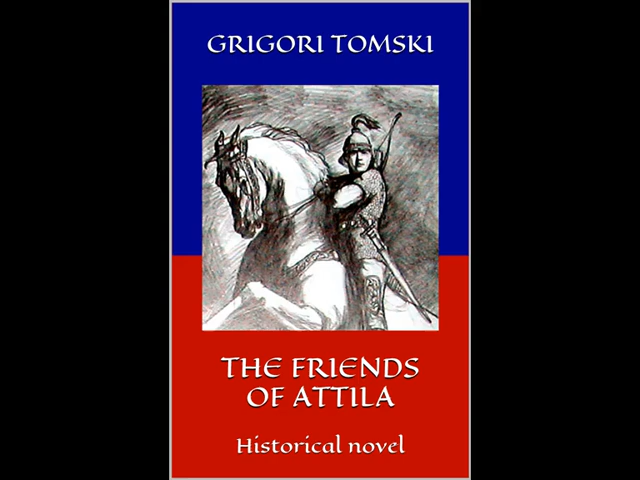 GRIGORI TOMSKI
THE FRIENDS
OF ATTILA
Historical novel